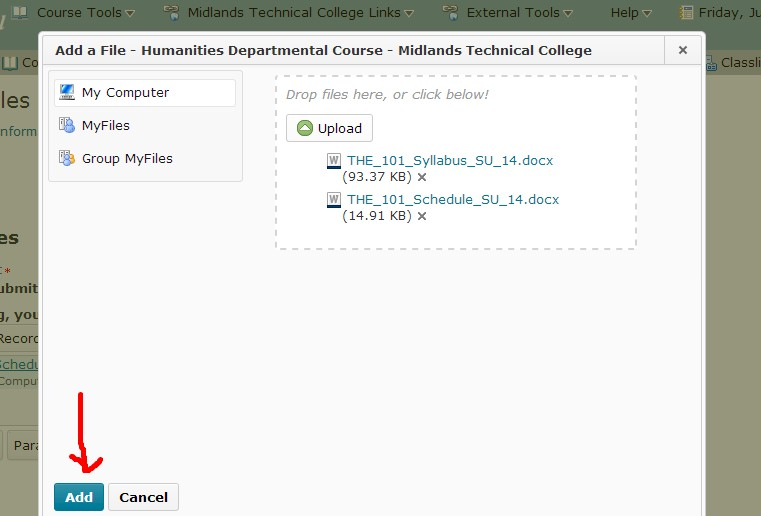 Course Tools Midlands Technical College Links External Tools Help Friday, Ju
Add a File - Humanities Departmental Course - Midlands Technical College
Co
Classli
My Computer
Drop files here, or click below!
les
MyFiles
Upload
nform
Group MyFiles
THE_101_Syllabus_SU_14.docx
(93.37 KB)
THE_101_Schedule_SU_14.docx
(14.91 KB)
es
*
ubmit
g, you
Record
Schedu
Compu
Para
Add Cancel